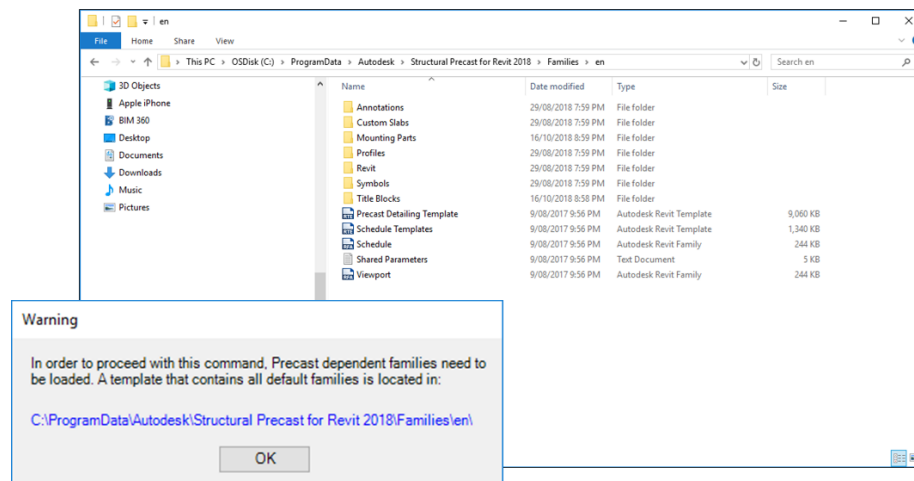 en
File Home Share View
This PC > OSDisk (C:) > ProgramData > Autodesk > Structural Precast for Revit 2018 > Families > en
Search en
3D Objects
Apple iPhone
BIM 360
Desktop
Documents
Downloads
Music
Pictures
Name Date modified Type Size
Annotations 29/08/2018 7:59 PM File folder
Custom Slabs 29/08/2018 7:59 PM File folder
Mounting Parts 16/10/2018 8:59 PM File folder
Profiles 29/08/2018 7:59 PM File folder
Revit 29/08/2018 7:59 PM File folder
Symbols 29/08/2018 7:59 PM File folder
Title Blocks 16/10/2018 8:58 PM File folder
Precast Detailing Template 9/08/2017 9:56 PM Autodesk Revit Template 9,060 KB
Schedule Templates 9/08/2017 9:56 PM Autodesk Revit Template 1,340 KB
Schedule 9/08/2017 9:56 PM Autodesk Revit Family 244 KB
Shared Parameters 9/08/2017 9:56 PM Text Document 5 KB
Viewport 9/08/2017 9:56 PM Autodesk Revit Family 244 KB
Warning
In order to proceed with this command, Precast dependent families need to
be loaded. A template that contains all default families is located in:
C:\ProgramData\Autodesk\Structural Precast for Revit 2018\Families\en\
OK